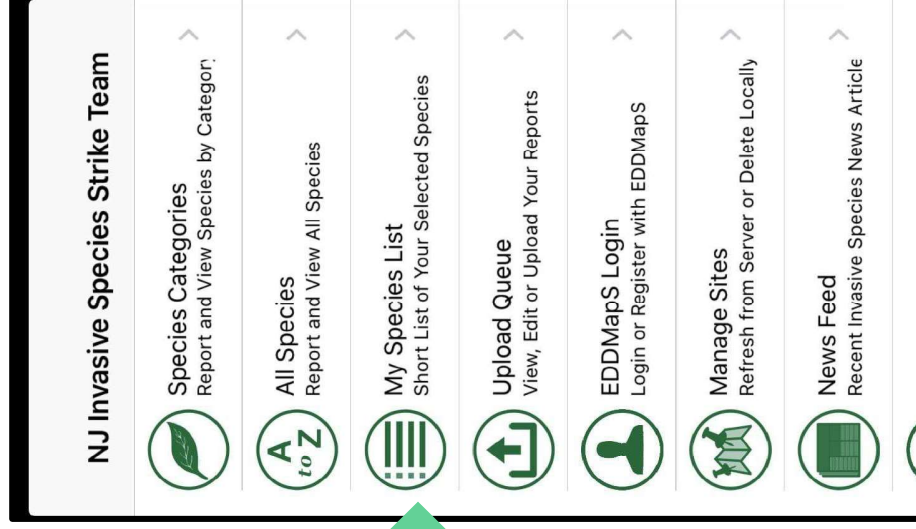 NJ Invasive Species Strike Team
Species Categories
Report and View Species by Category
A
to Z
All Species
Report and View All Species
My Species List
Short List of Your Selected Species
Upload Queue
View, Edit or Upload Your Reports
EDDMapS Login
Login or Register with EDDMapS
Manage Sites
Refresh from Server or Delete Locally
News Feed
Recent Invasive Species News Article